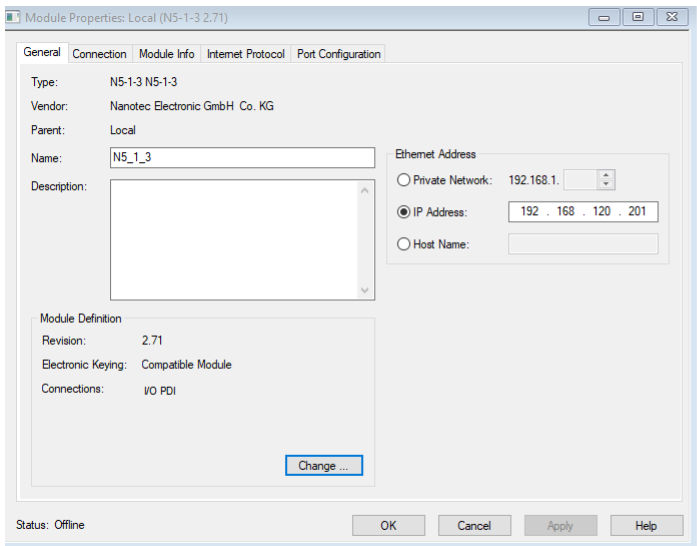 Module Properties: Local (N5-1-3 2.71)
General Connection Module Info Internet Protocol Port Configuration
Type: N5-1-3 N5-1-3
Vendor: Nanotec Electronic GmbH Co. KG
Parent: Local
Name: N5_1_3
Description:
Ethernet Address
Private Network: 192.168.1.
IP Address: 192 . 168 . 120 . 201
Host Name:
Module Definition
Revision: 2.71
Electronic Keying: Compatible Module
Connections: I/O PDI
Change ...
Status: Offline
OK Cancel Apply Help